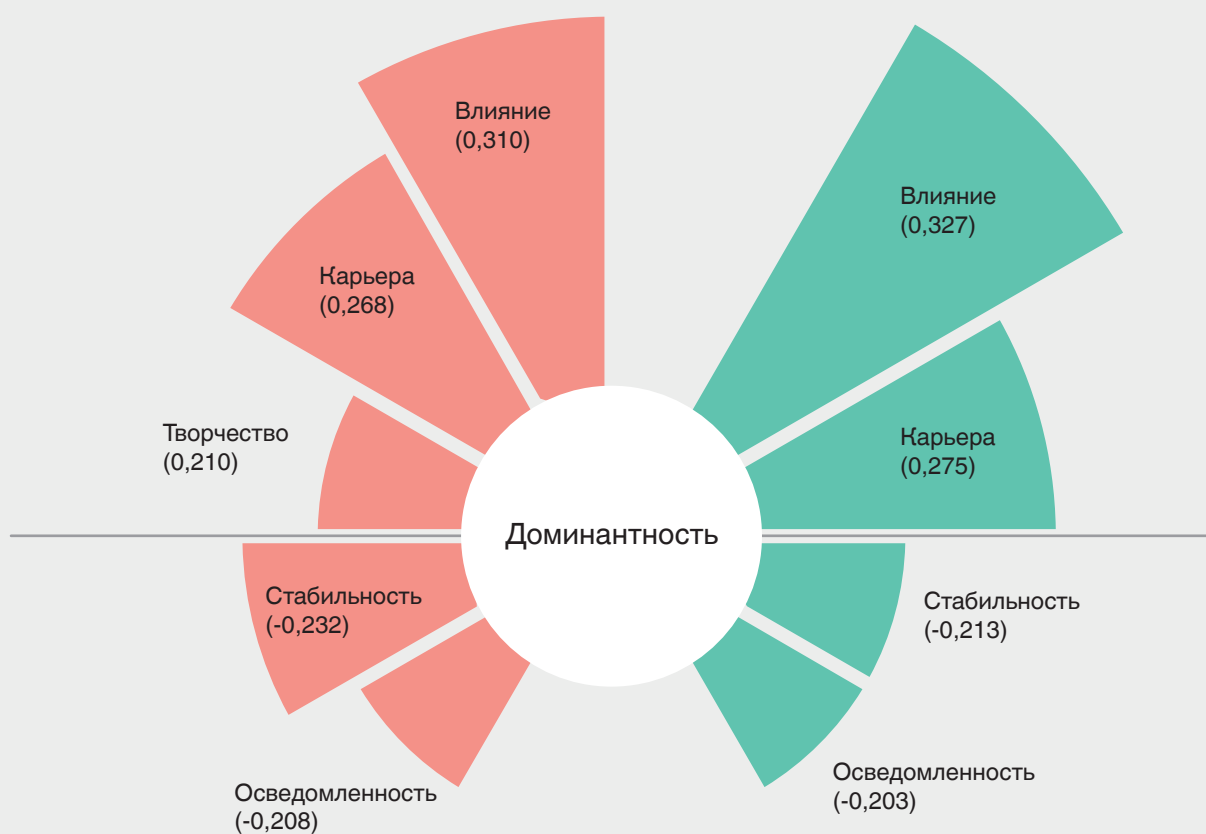 Влияние
(0,310)
Влияние
(0,327)
Карьера
(0,268)
Творчество
(0,210)
Карьера
(0,275)
Доминантность
Стабильность
(-0,232)
Стабильность
(-0,213)
Осведомленность
(-0,208)
Осведомленность
(-0,203)